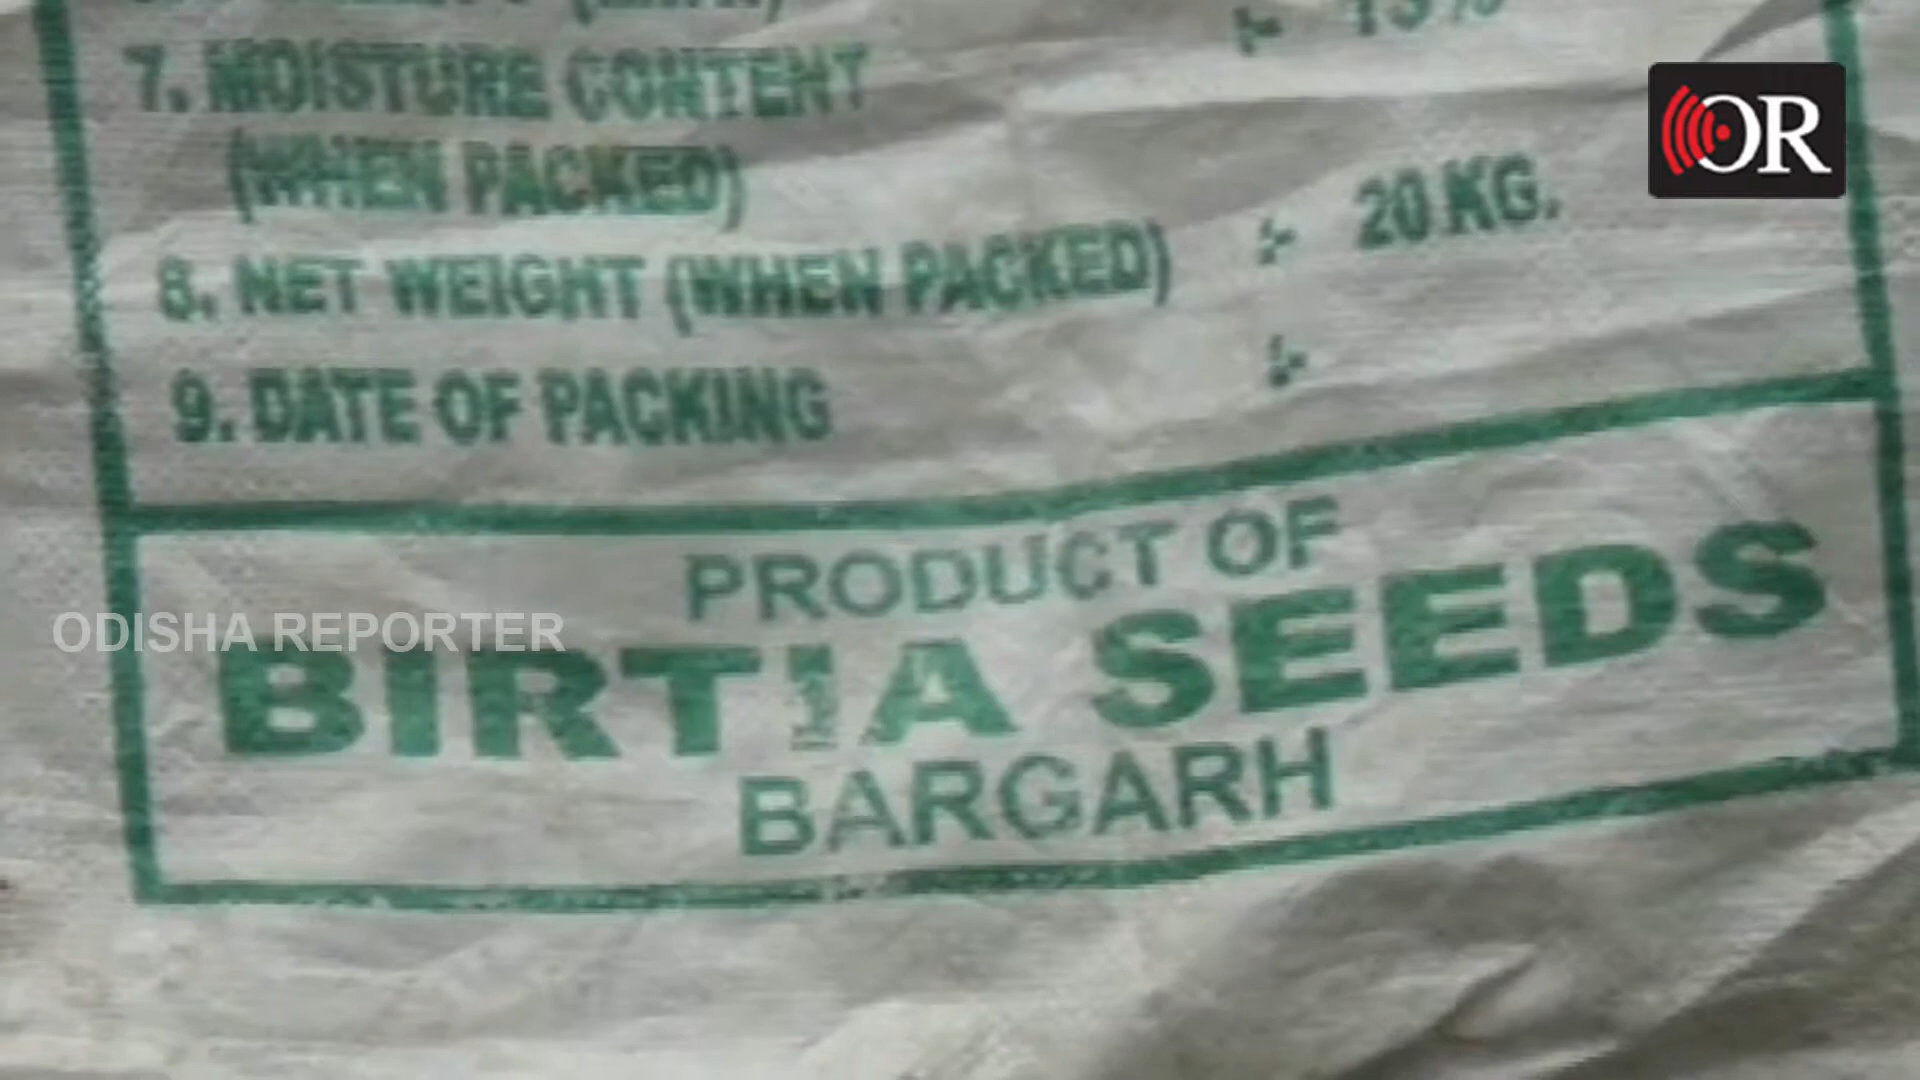 7. MOISTURE CONTENT :- 13%
(WHEN PACKED)
8. NET WEIGHT (WHEN PACKED) :- 20 KG.
9. DATE OF PACKING :-
PRODUCT OF
BIRTIA SEEDS
BARGARH
ODISHA REPORTER
OR